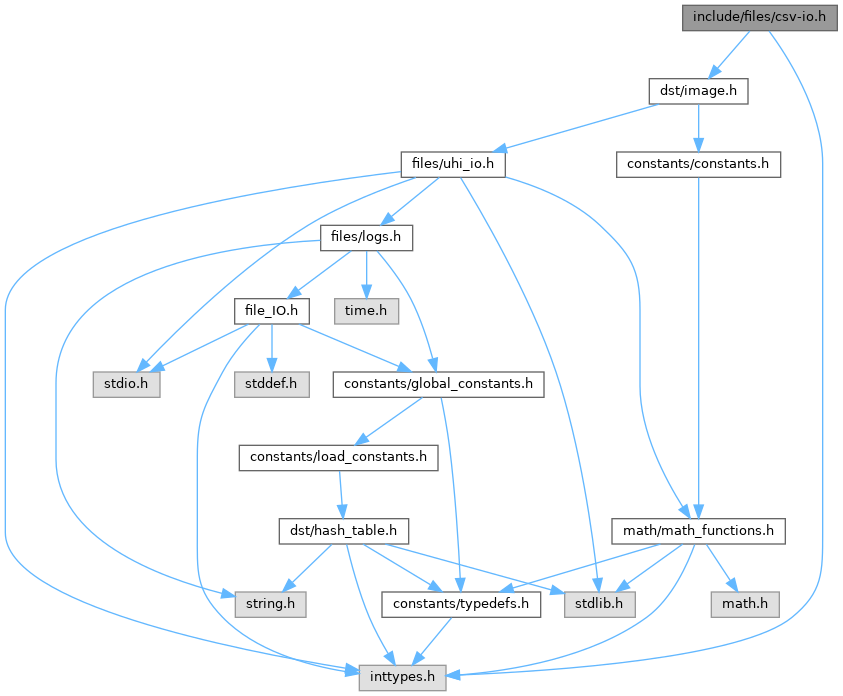 include/files/csv-io.h
dst/image.h
files/uhi_io.h
constants/constants.h
files/logs.h
file_IO.h
time.h
stdio.h
stddef.h
constants/global_constants.h
constants/load_constants.h
dst/hash_table.h
math/math_functions.h
string.h
constants/typedefs.h
stdlib.h
math.h
inttypes.h